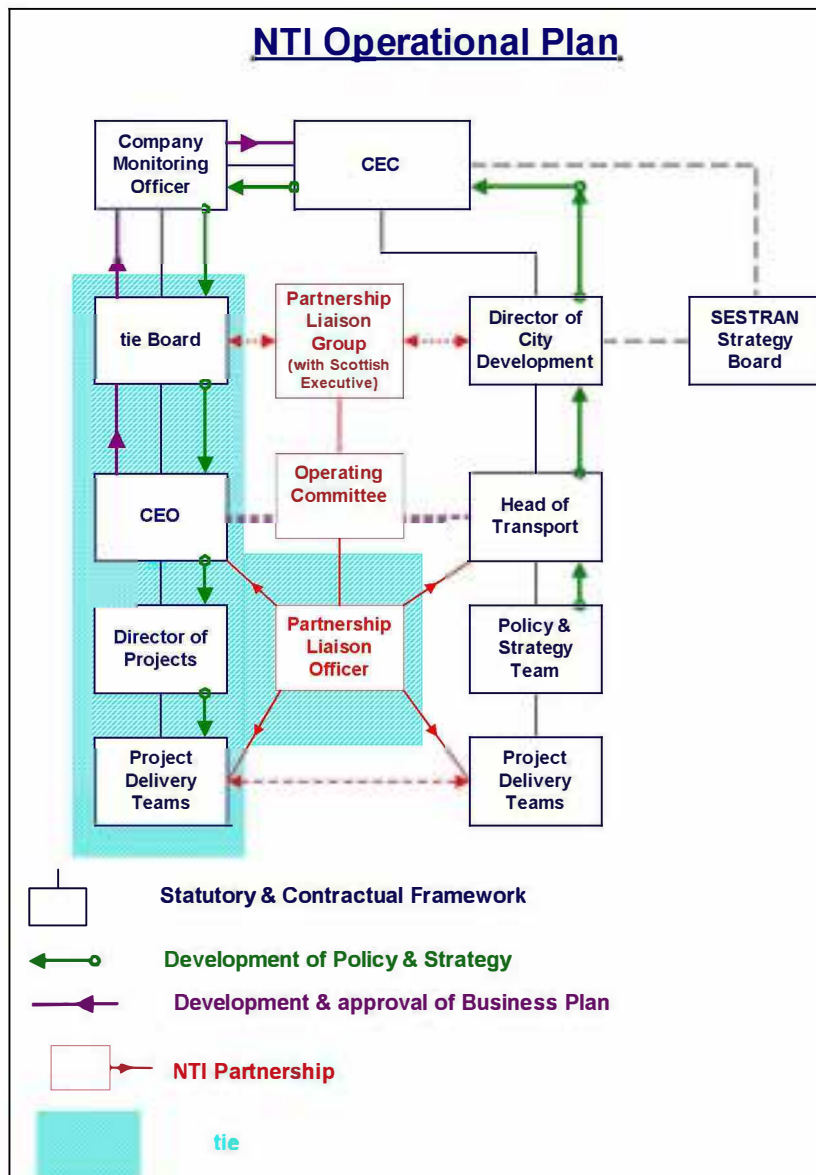 NTI Operational Plan
Company
Monitoring
Officer
CEC
tie Board
Partnership
Liaison
Group
(with Scottish
Executive)
Director of
City
Development
SESTRAN
Strategy
Board
CEO
Operating
Committee
Head of
Transport
Director of
Projects
Partnership
Liaison
Officer
Policy &
Strategy
Team
Project
Delivery
Teams
Project
Delivery
Teams
Statutory & Contractual Framework
Development of Policy & Strategy
Development & approval of Business Plan
NTI Partnership
tie